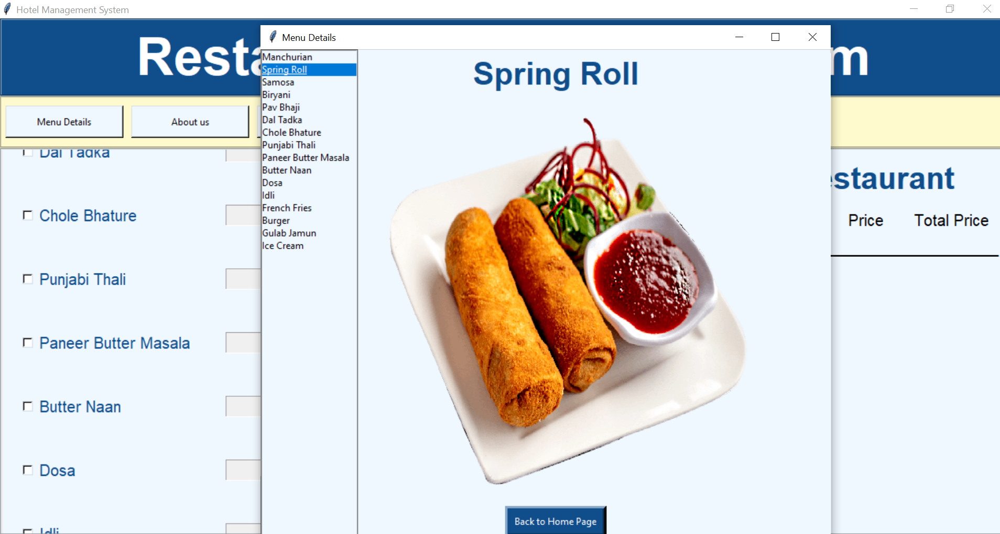 Hotel Management System
Resta
m
Menu Details
About us
Dal Tadka
Chole Bhature
Punjabi Thali
Paneer Butter Masala
Butter Naan
Dosa
Idli
Menu Details
Manchurian
Spring Roll
Samosa
Biryani
Pav Bhaji
Dal Tadka
Chole Bhature
Punjabi Thali
Paneer Butter Masala
Butter Naan
Dosa
Idli
French Fries
Burger
Gulab Jamun
Ice Cream
Spring Roll
Back to Home Page
estaurant
Price Total Price